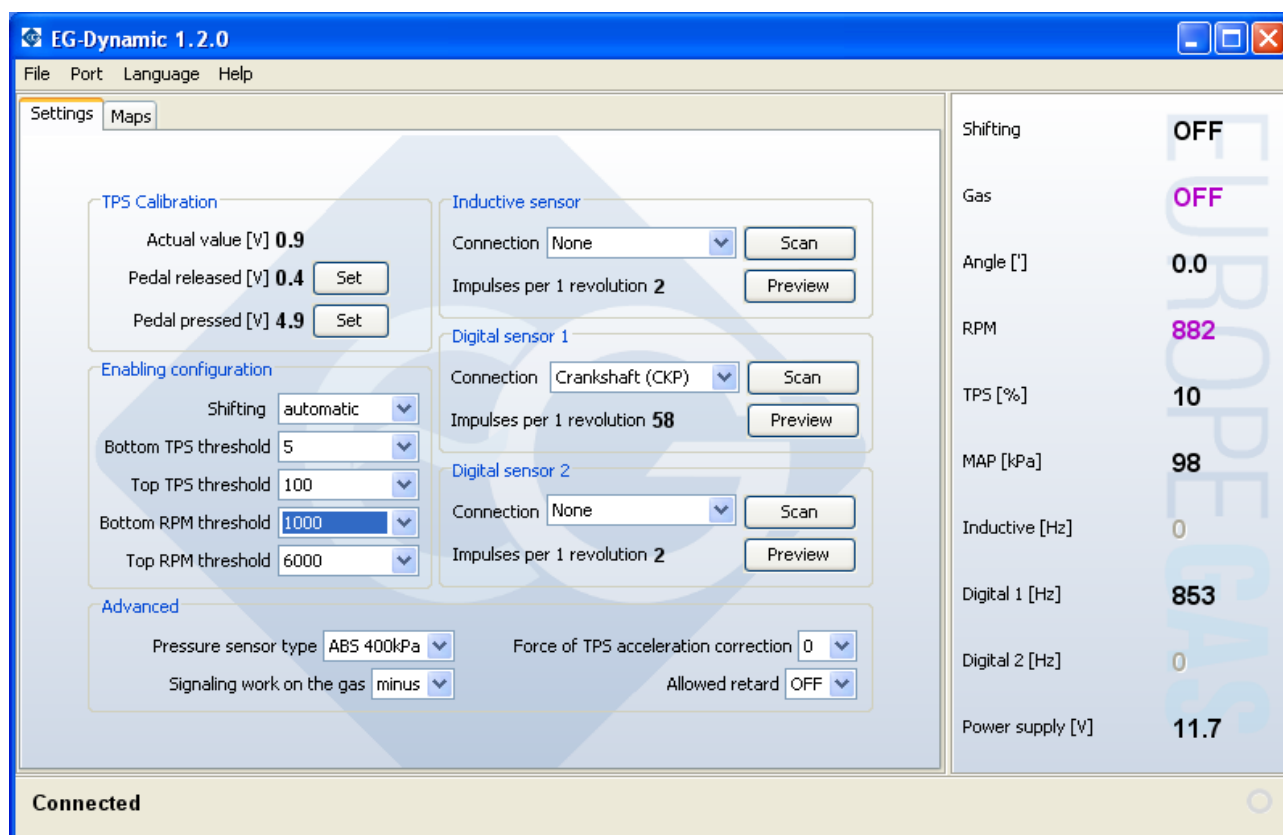 EG-Dynamic 1.2.0
File Port Language Help
Settings Maps
TPS Calibration
Actual value [V] 0.9
Pedal released [V] 0.4 Set
Pedal pressed [V] 4.9 Set
Enabling configuration
Shifting automatic
Bottom TPS threshold 5
Top TPS threshold 100
Bottom RPM threshold 1000
Top RPM threshold 6000
Inductive sensor
Connection None Scan
Impulses per 1 revolution 2 Preview
Digital sensor 1
Connection Crankshaft (CKP) Scan
Impulses per 1 revolution 58 Preview
Digital sensor 2
Connection None Scan
Impulses per 1 revolution 2 Preview
Advanced
Pressure sensor type ABS 400kPa Force of TPS acceleration correction 0
Signaling work on the gas minus Allowed retard OFF
Shifting OFF
Gas OFF
Angle ['] 0.0
RPM 882
TPS [%] 10
MAP [kPa] 98
Inductive [Hz] 0
Digital 1 [Hz] 853
Digital 2 [Hz] 0
Power supply [V] 11.7
EUROPEGAS
Connected